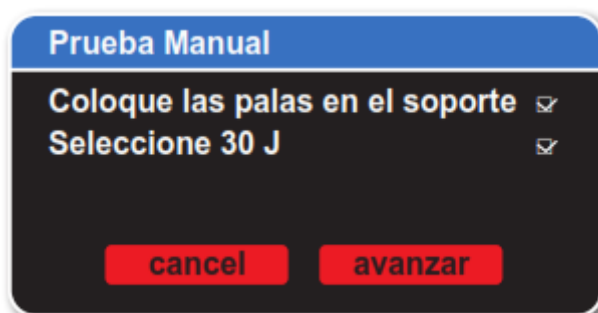 Prueba Manual
Coloque las palas en el soporte
Seleccione 30 J
cancel avanzar